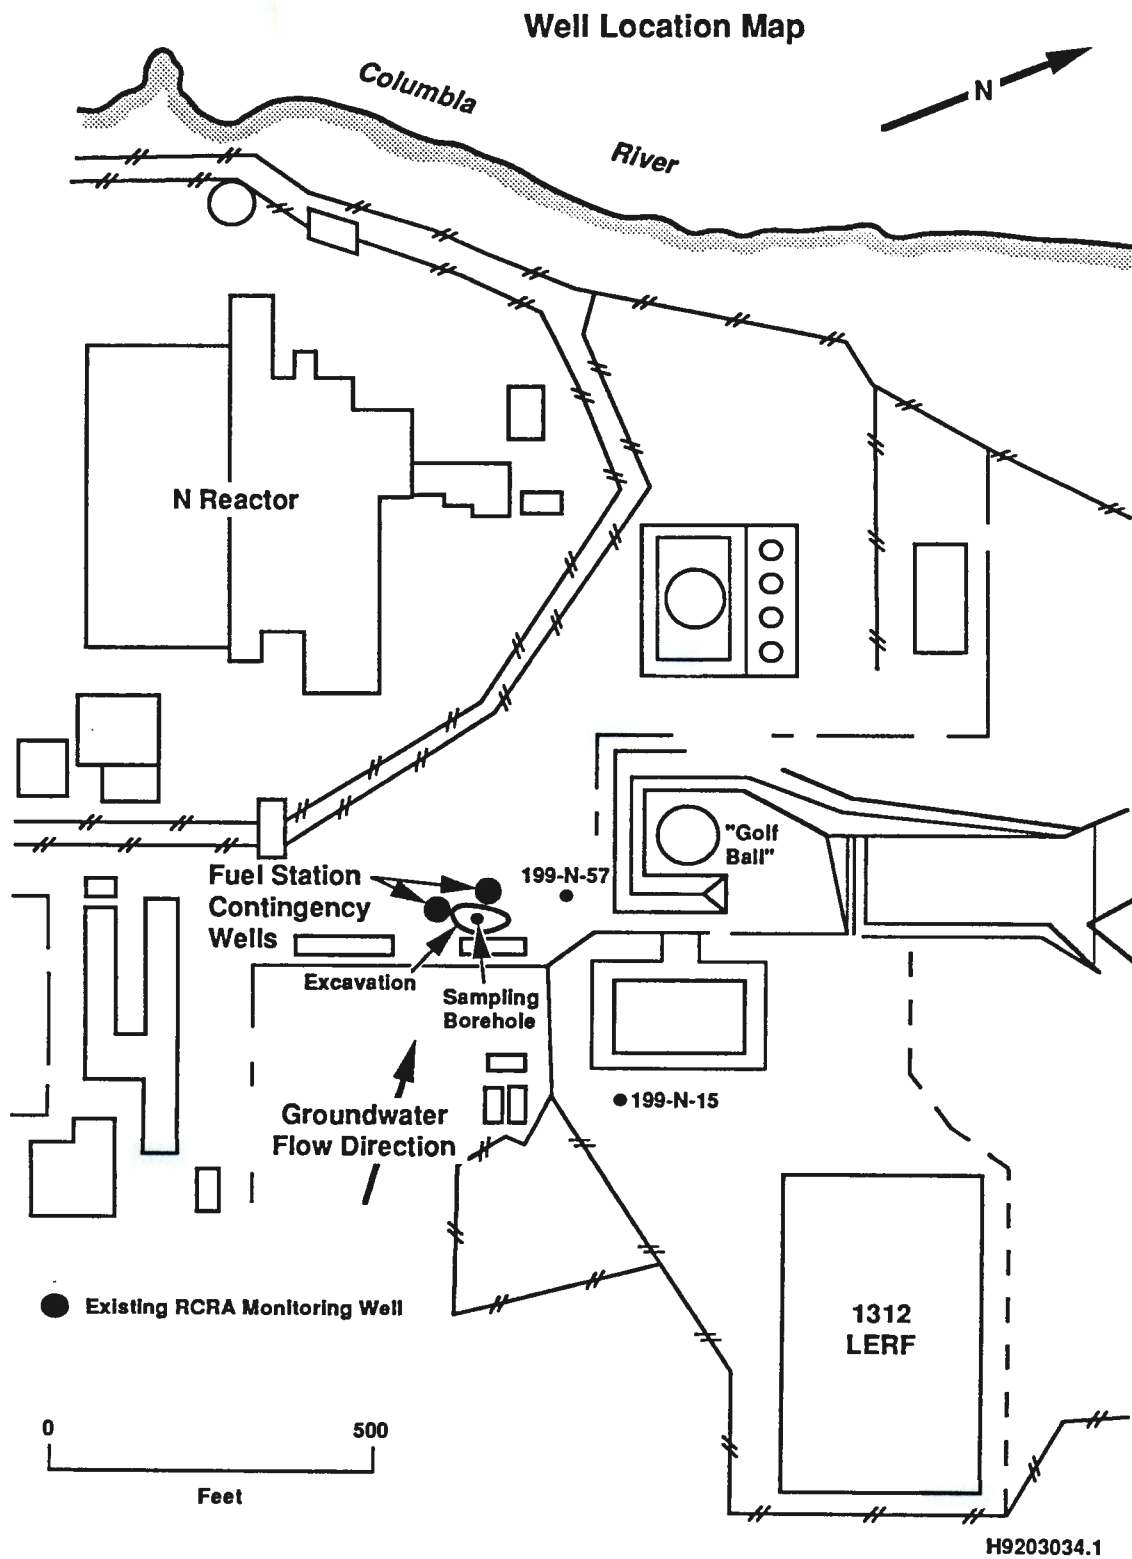 Well Location Map
Columbla
River
N
N Reactor
"Golf
Ball"
Fuel Station
Contingency
Wells
199-N-57
Excavation
Sampling
Borehole
199-N-15
Groundwater
Flow Direction
Existing RCRA Monitoring Well
1312
LERF
0
500
Feet
H9203034.1